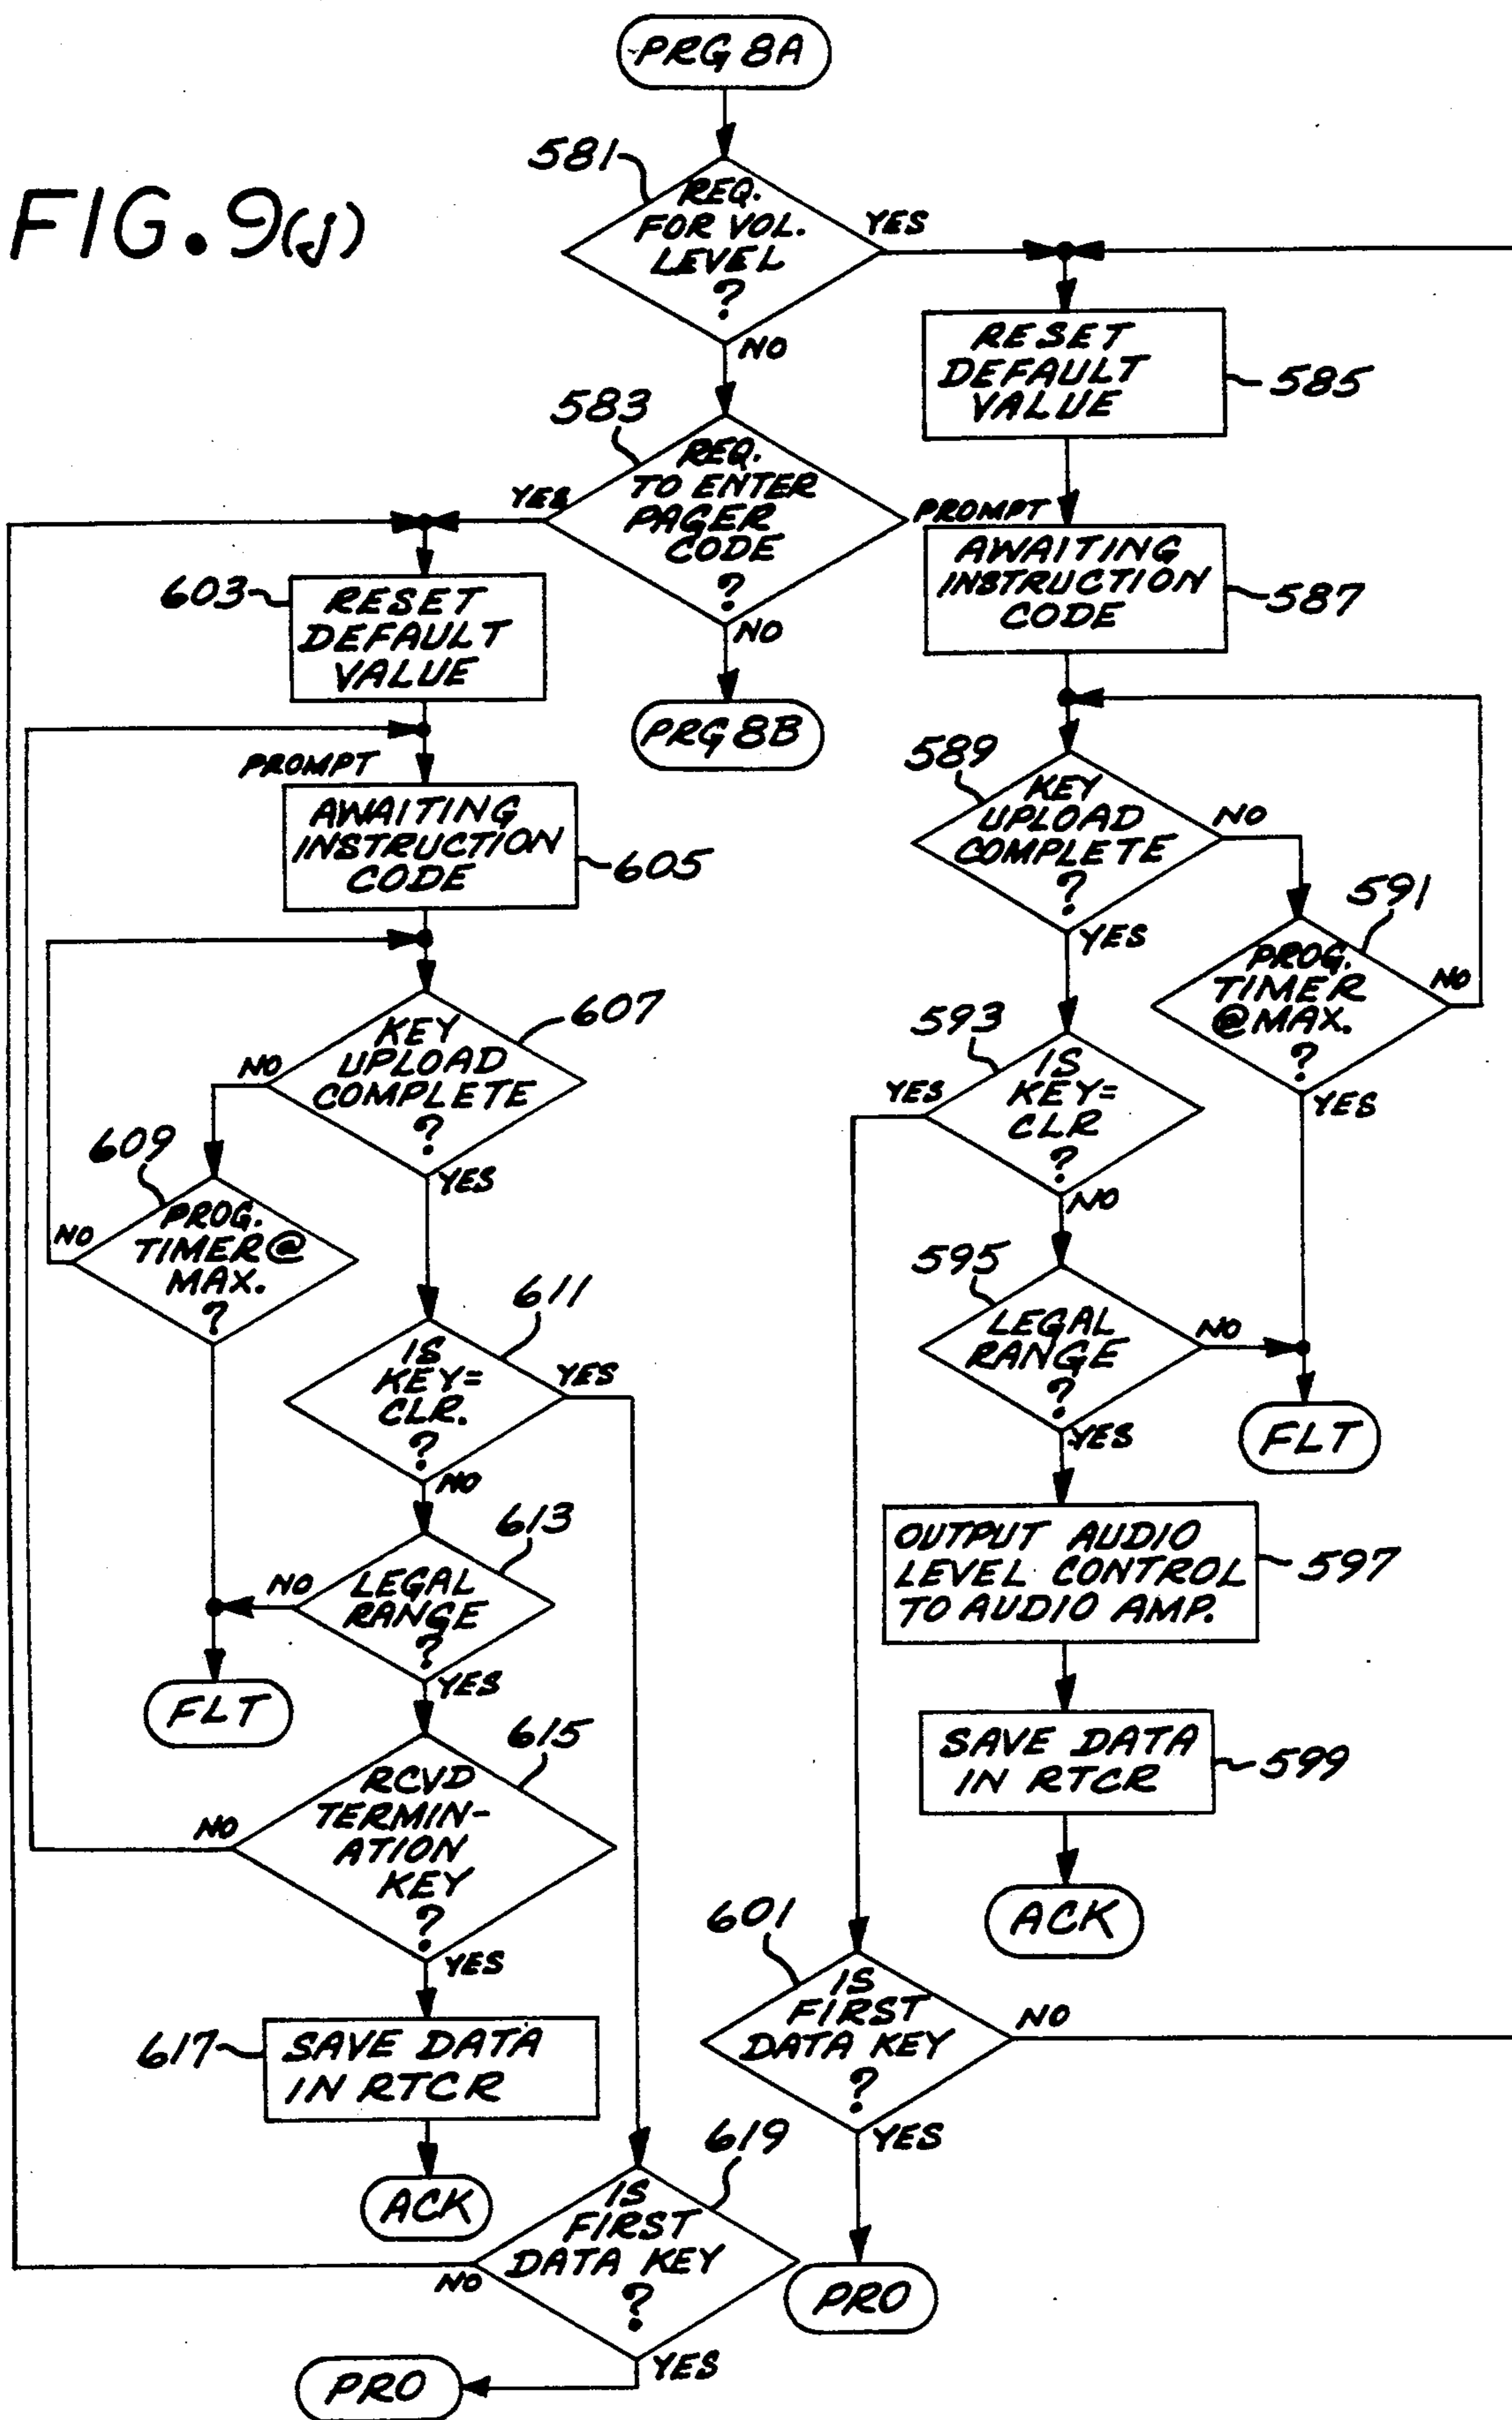 PRG 8A
FIG. 9(j)
581
REQ.
FOR VOL.
LEVEL
?
YES
NO
RESET
DEFAULT
VALUE
585
583
REQ.
TO ENTER
PAGER
CODE
?
YES
NO
PROMPT
AWAITING
INSTRUCTION
CODE
587
603
RESET
DEFAULT
VALUE
PRG 8B
PROMPT
AWAITING
INSTRUCTION
CODE
605
589
KEY
UPLOAD
COMPLETE
?
NO
YES
591
PROG.
TIMER
@MAX.
?
NO
YES
607
KEY
UPLOAD
COMPLETE
?
NO
YES
593
IS
KEY=
CLR
?
YES
NO
609
PROG.
TIMER@
MAX.
?
NO
595
LEGAL
RANGE
?
NO
YES
FLT
611
IS
KEY=
CLR.
?
YES
NO
613
LEGAL
RANGE
?
NO
YES
FLT
OUTPUT AUDIO
LEVEL CONTROL
TO AUDIO AMP.
597
615
RCVD
TERMIN-
ATION
KEY
?
NO
YES
SAVE DATA
IN RTCR
599
ACK
601
IS
FIRST
DATA KEY
?
NO
YES
617
SAVE DATA
IN RTCR
ACK
619
IS
FIRST
DATA KEY
?
NO
YES
PRO
PRO